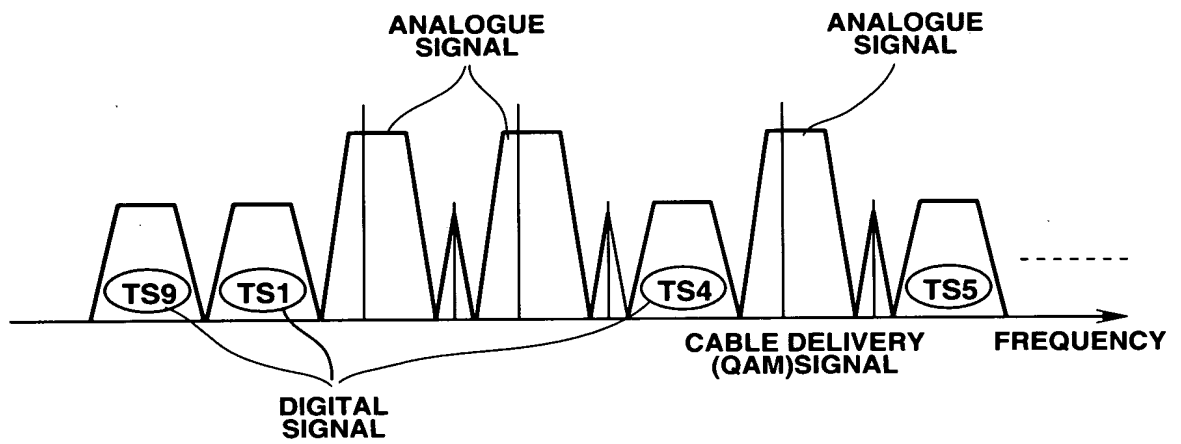 ANALOGUE
SIGNAL
ANALOGUE
SIGNAL
TS9
TS1
TS4
TS5
CABLE DELIVERY
(QAM)SIGNAL
FREQUENCY
DIGITAL
SIGNAL